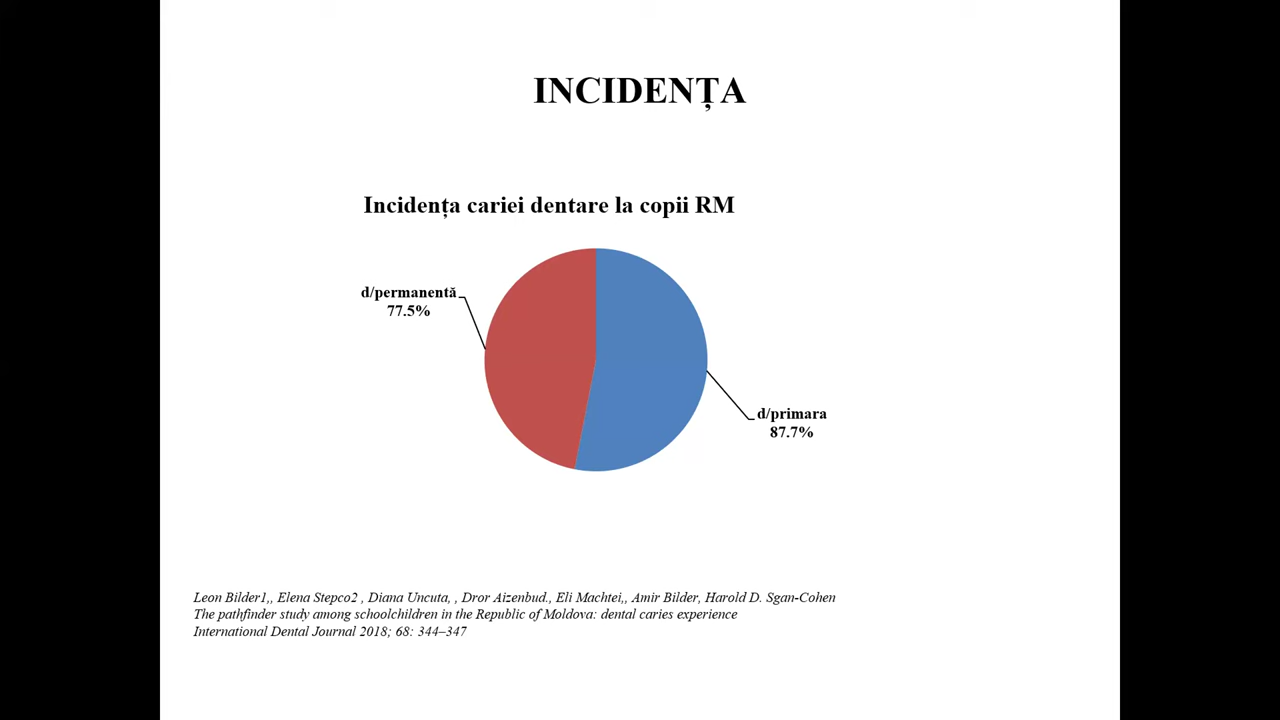 INCIDENȚA
Incidența cariei dentare la copii RM
d/permanentă
77.5%
d/primara
87.7%
Leon Bilder1,, Elena Stepco2 , Diana Uncuta, , Dror Aizenbud., Eli Machtei,, Amir Bilder, Harold D. Sgan-Cohen
The pathfinder study among schoolchildren in the Republic of Moldova: dental caries experience
International Dental Journal 2018; 68: 344–347